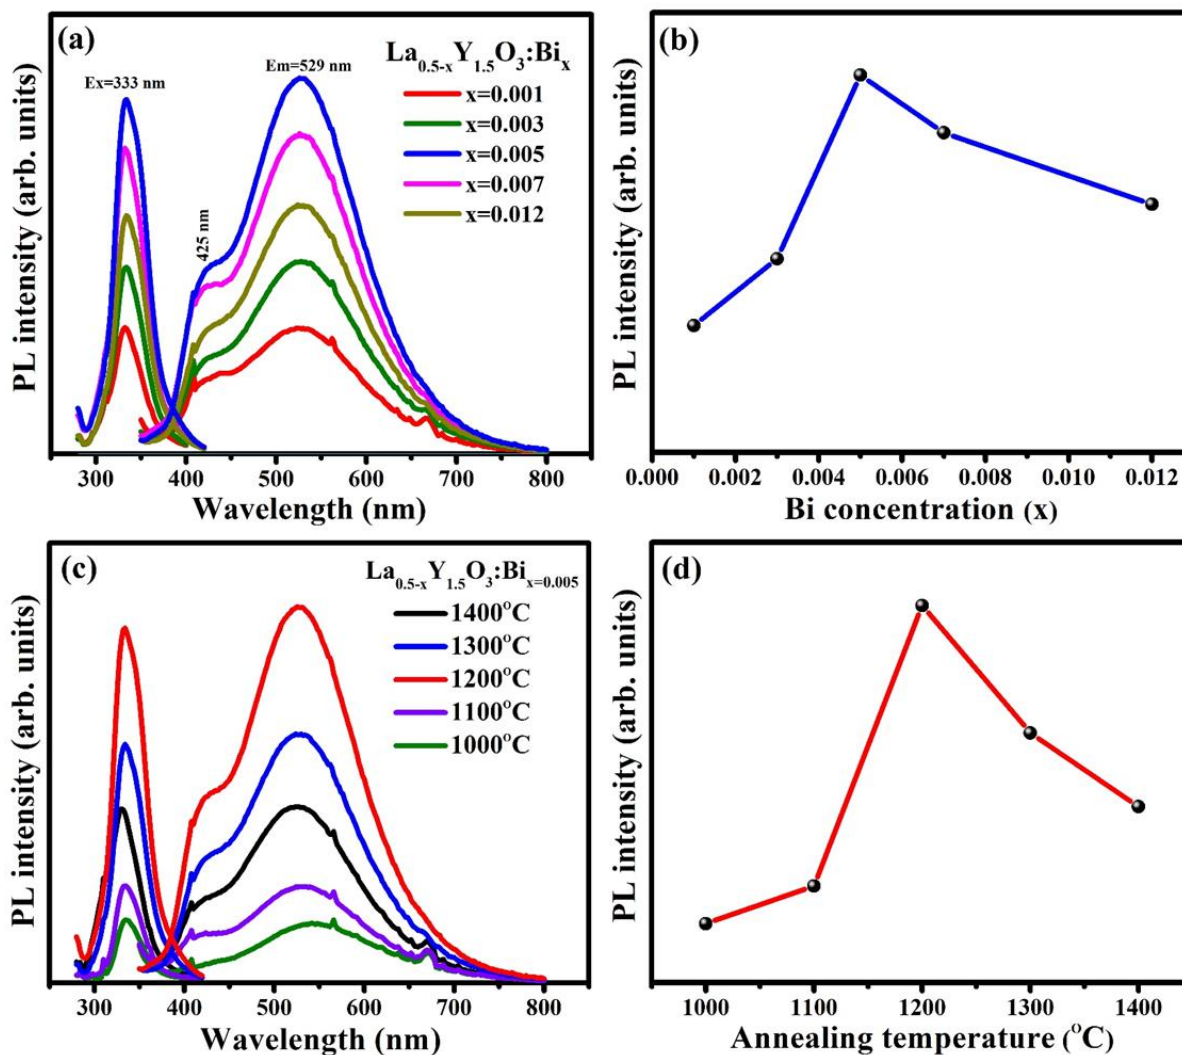 (a)
La0.5-xY1.5O3:Bix
Ex=333 nm
Em=529 nm
425 nm
x=0.001
x=0.003
x=0.005
x=0.007
x=0.012
PL intensity (arb. units)
300 400 500 600 700 800
Wavelength (nm)
(b)
PL intensity (arb. units)
0.000 0.002 0.004 0.006 0.008 0.010 0.012
Bi concentration (x)
(c)
La0.5-xY1.5O3:Bix=0.005
1400°C
1300°C
1200°C
1100°C
1000°C
PL intensity (arb. units)
300 400 500 600 700 800
Wavelength (nm)
(d)
PL intensity (arb. units)
1000 1100 1200 1300 1400
Annealing temperature (°C)